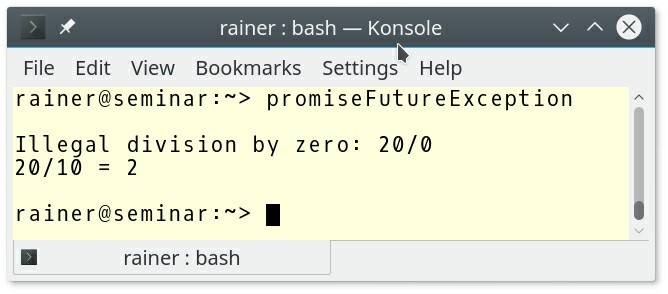 rainer : bash — Konsole
File Edit View Bookmarks Settings Help
rainer@seminar:~> promiseFutureException
Illegal division by zero: 20/0
20/10 = 2
rainer@seminar:~>
rainer : bash